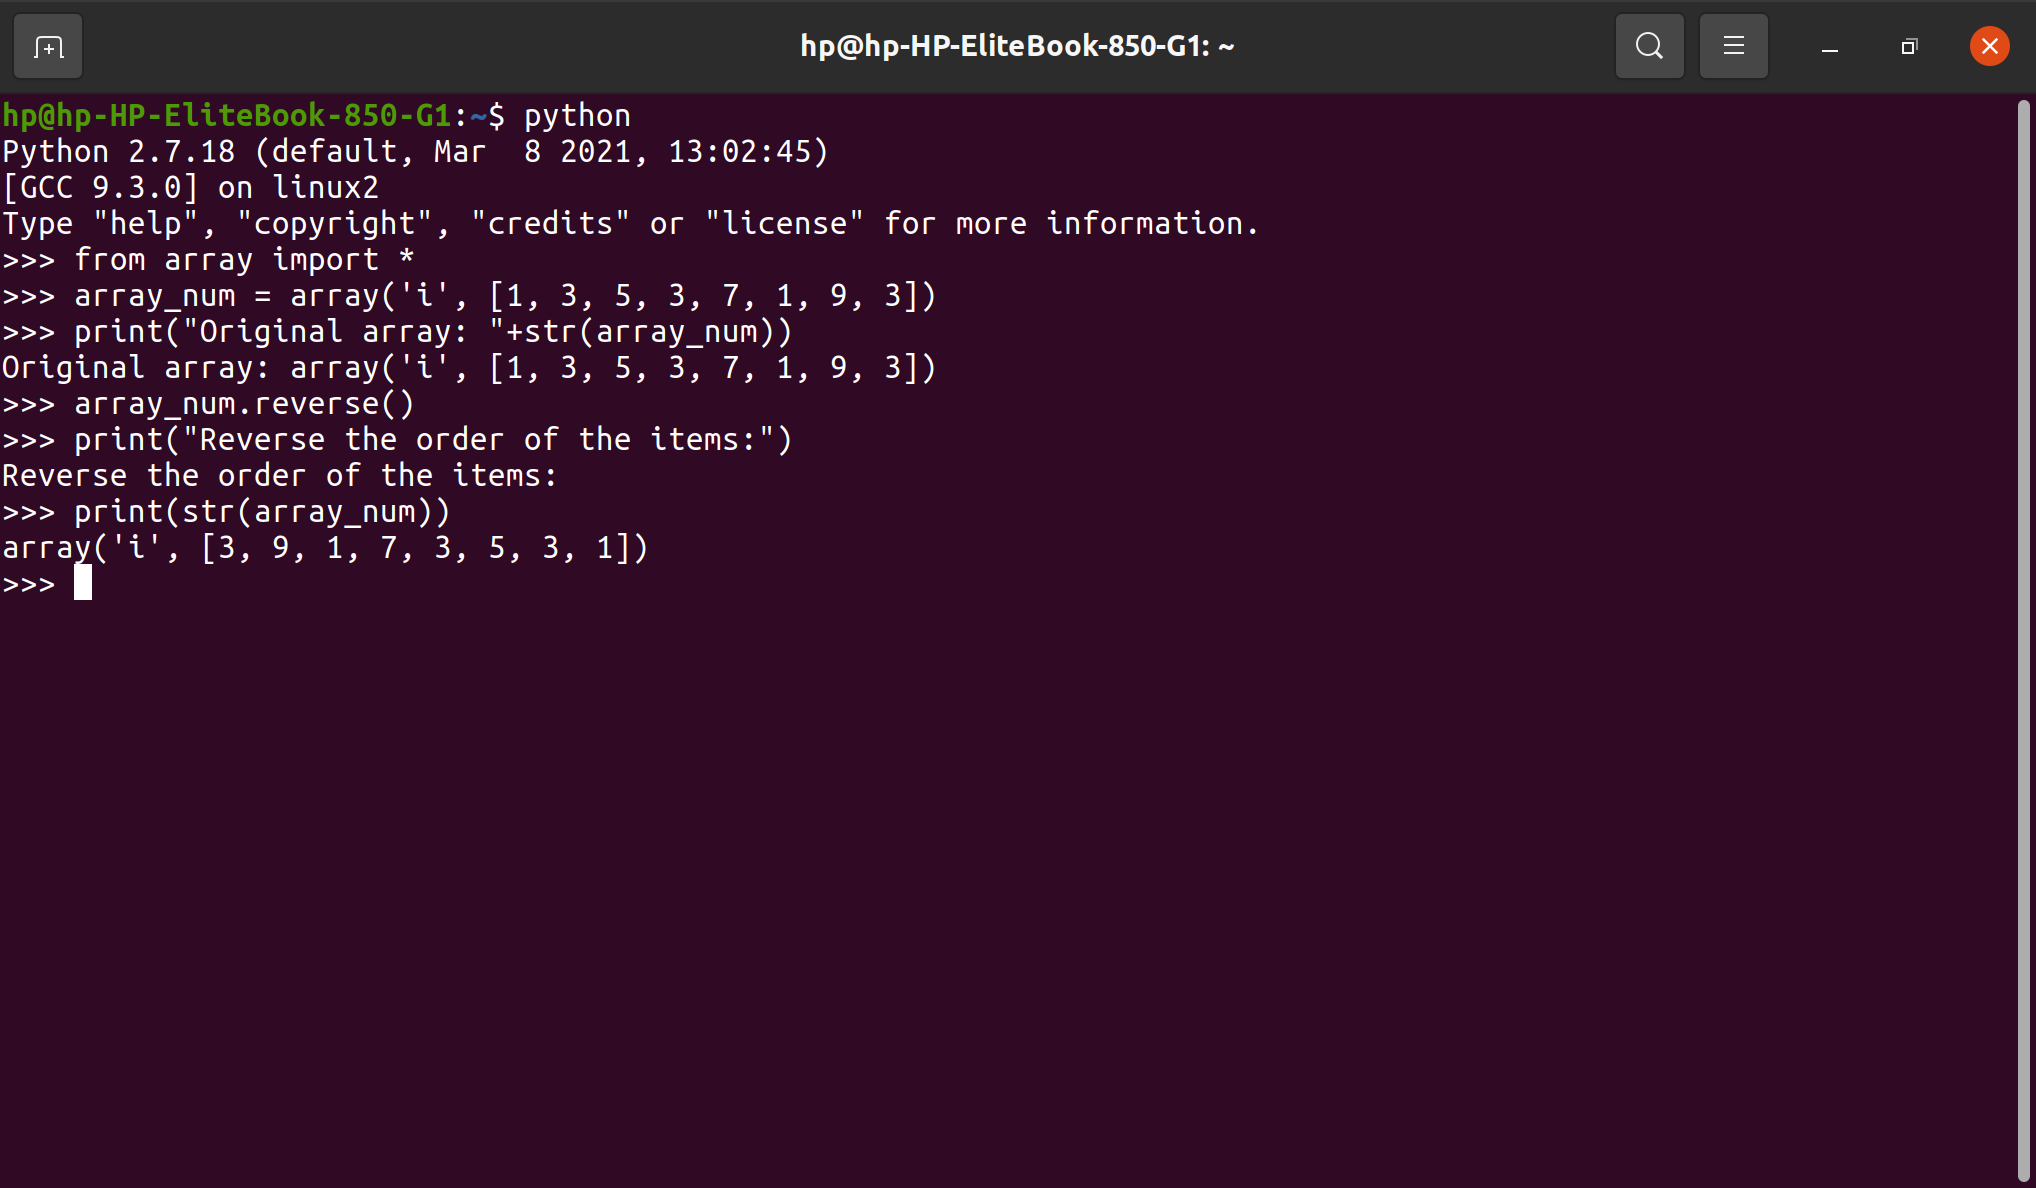 hp@hp-HP-EliteBook-850-G1: ~
hp@hp-HP-EliteBook-850-G1:~$ python
Python 2.7.18 (default, Mar  8 2021, 13:02:45)
[GCC 9.3.0] on linux2
Type "help", "copyright", "credits" or "license" for more information.
>>> from array import *
>>> array_num = array('i', [1, 3, 5, 3, 7, 1, 9, 3])
>>> print("Original array: "+str(array_num))
Original array: array('i', [1, 3, 5, 3, 7, 1, 9, 3])
>>> array_num.reverse()
>>> print("Reverse the order of the items:")
Reverse the order of the items:
>>> print(str(array_num))
array('i', [3, 9, 1, 7, 3, 5, 3, 1])
>>>